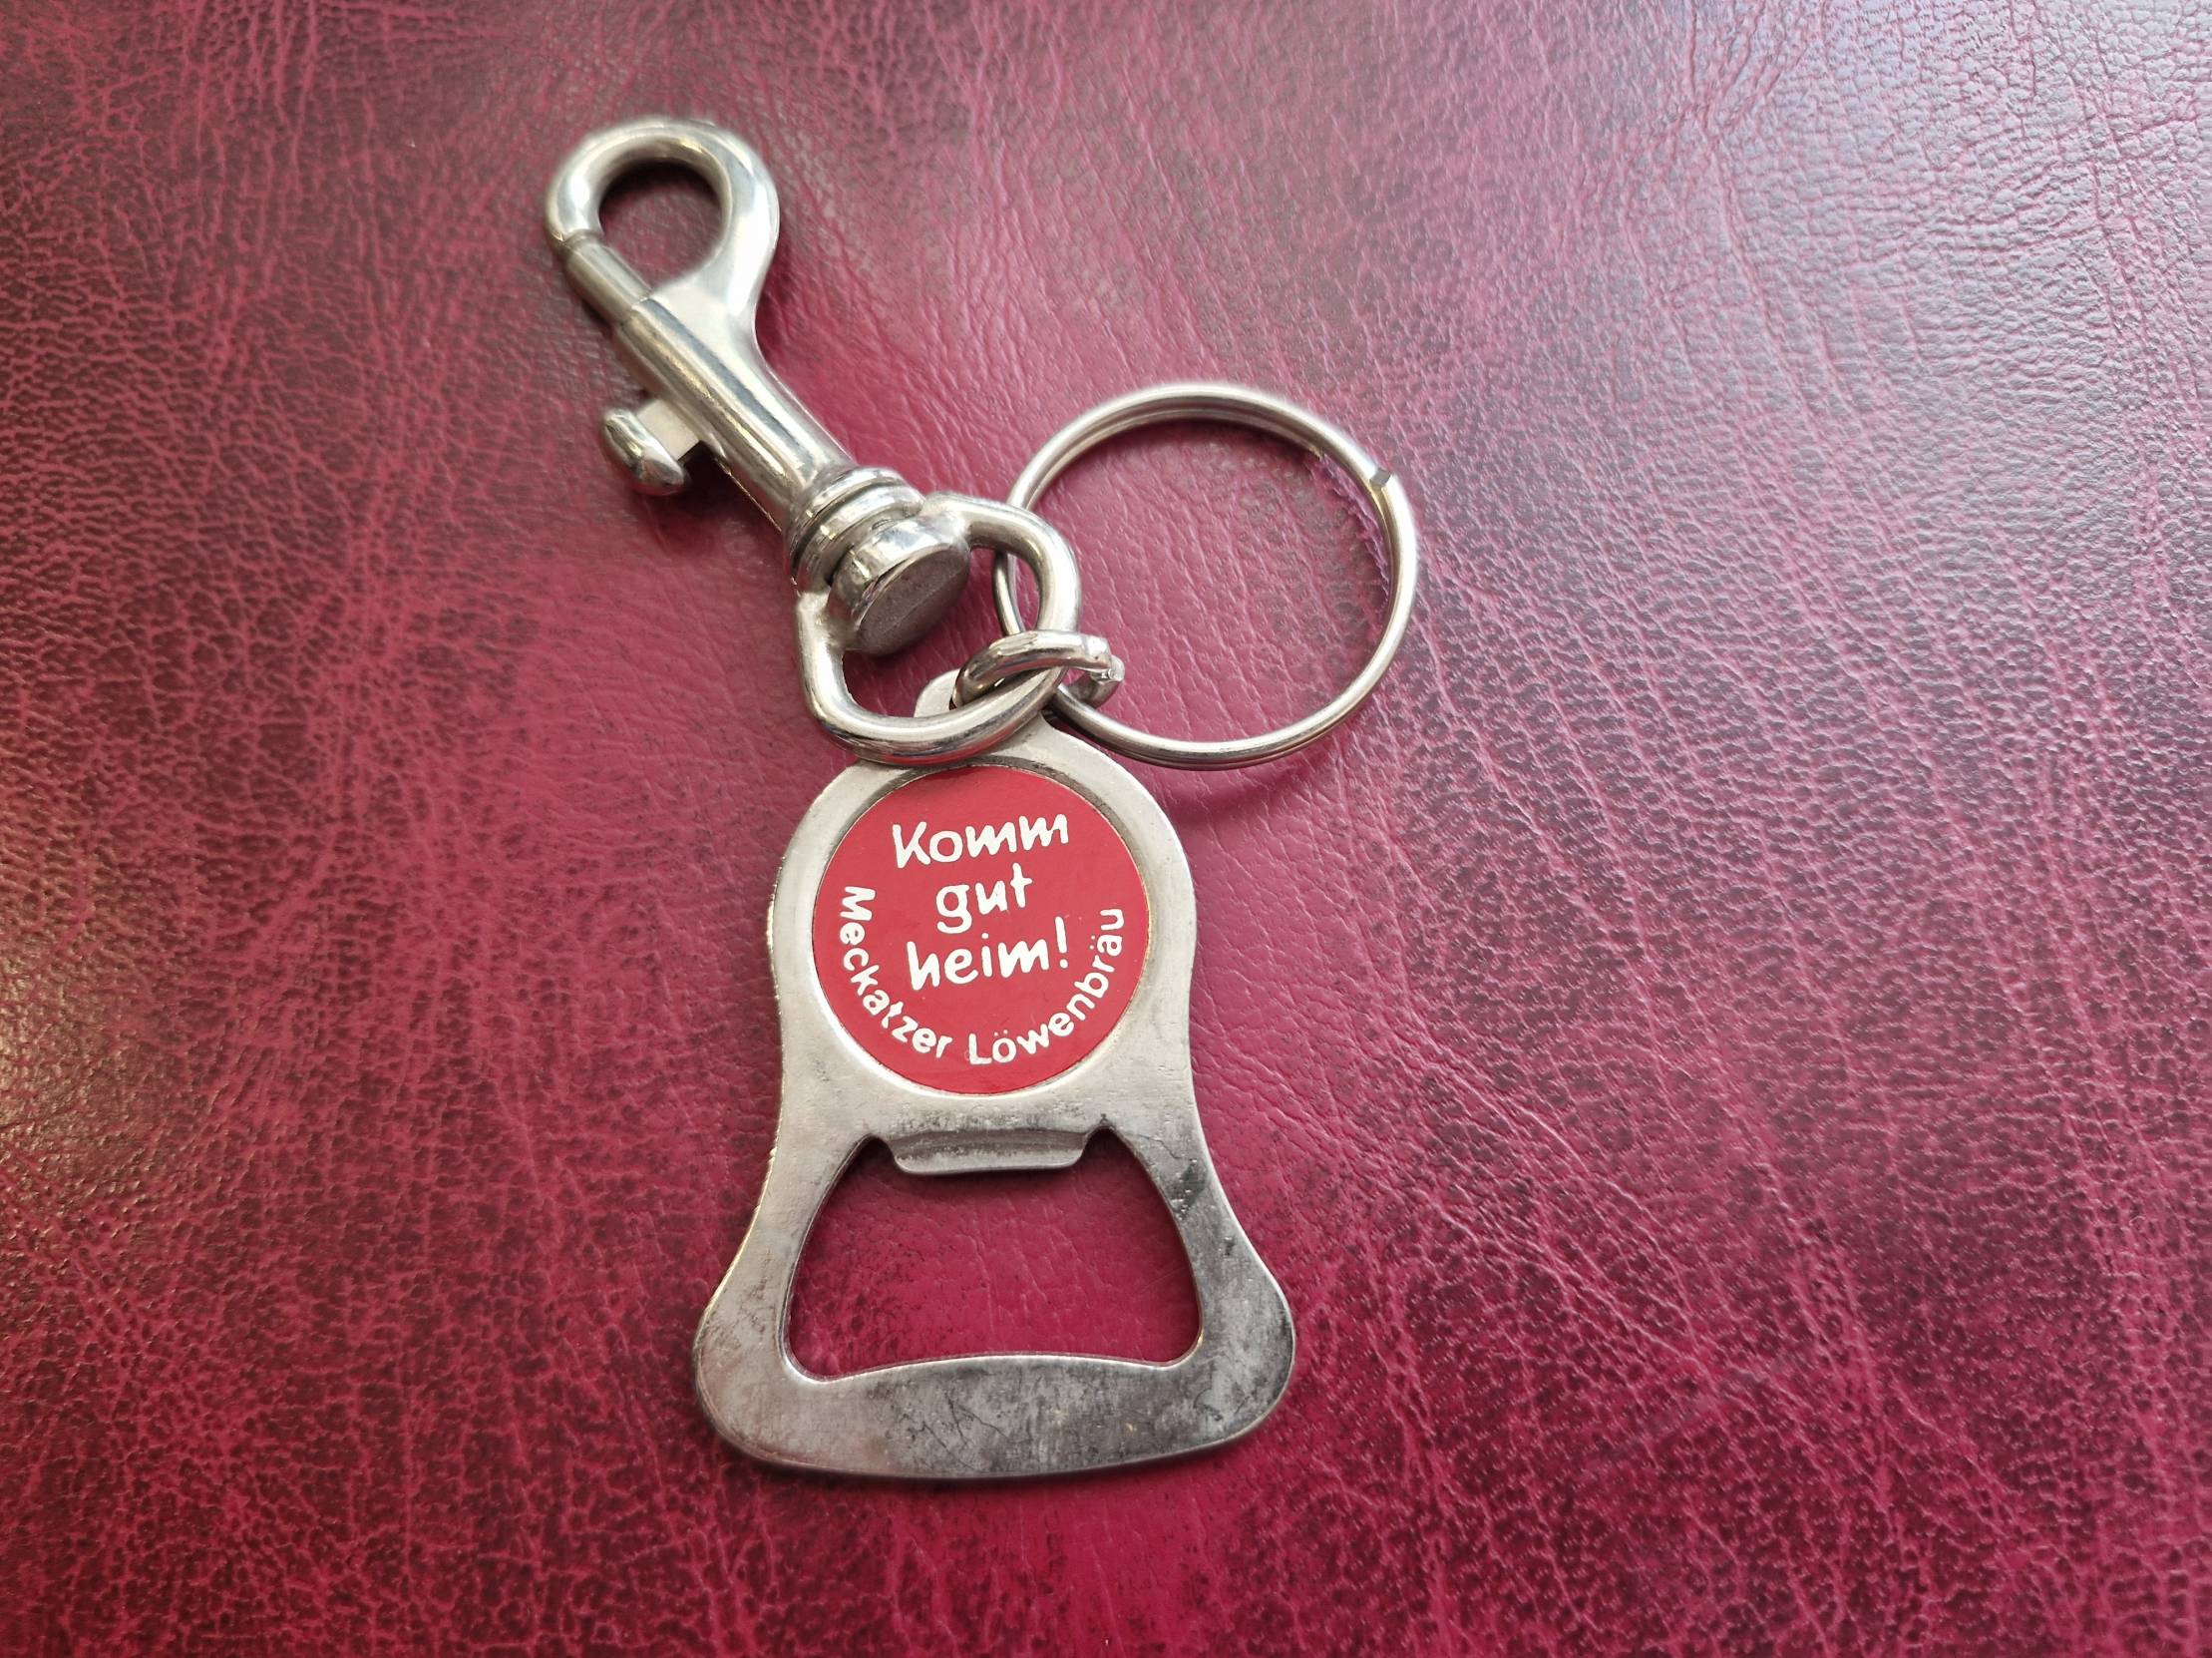 Komm
gut
heim!
Meckatzer Löwenbräu